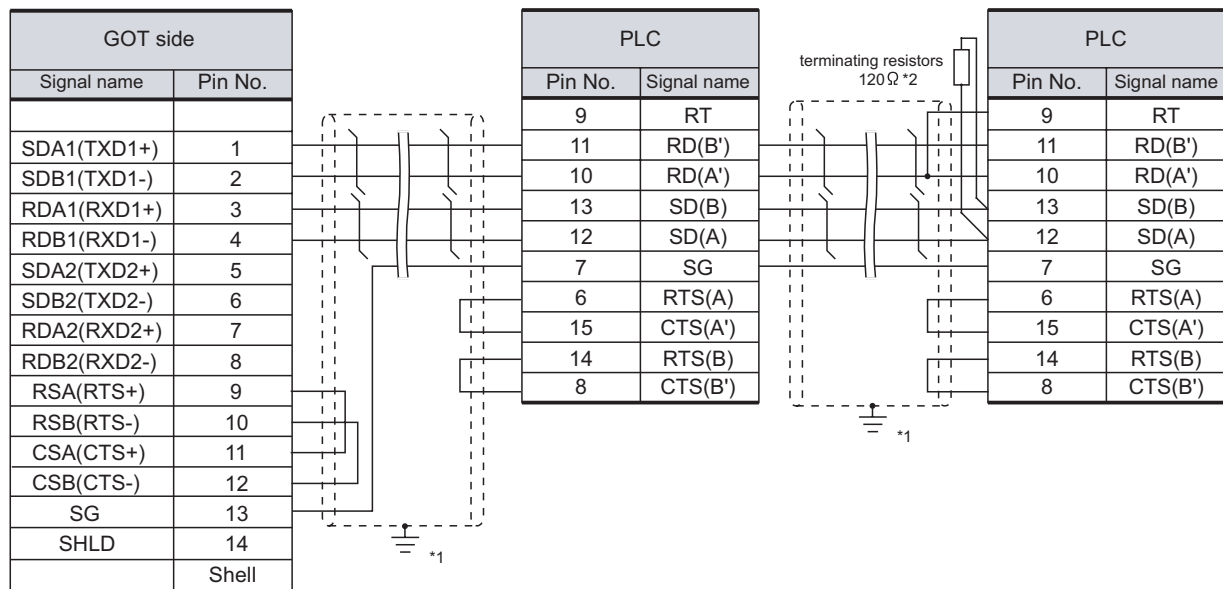 GOT side
Signal name Pin No.
SDA1(TXD1+) 1
SDB1(TXD1-) 2
RDA1(RXD1+) 3
RDB1(RXD1-) 4
SDA2(TXD2+) 5
SDB2(TXD2-) 6
RDA2(RXD2+) 7
RDB2(RXD2-) 8
RSA(RTS+) 9
RSB(RTS-) 10
CSA(CTS+) 11
CSB(CTS-) 12
SG 13
SHLD 14
Shell
*1
PLC
Pin No. Signal name
9 RT
11 RD(B')
10 RD(A')
13 SD(B)
12 SD(A)
7 SG
6 RTS(A)
15 CTS(A')
14 RTS(B)
8 CTS(B')
terminating resistors
120Ω *2
*1
PLC
Pin No. Signal name
9 RT
11 RD(B')
10 RD(A')
13 SD(B)
12 SD(A)
7 SG
6 RTS(A)
15 CTS(A')
14 RTS(B)
8 CTS(B')